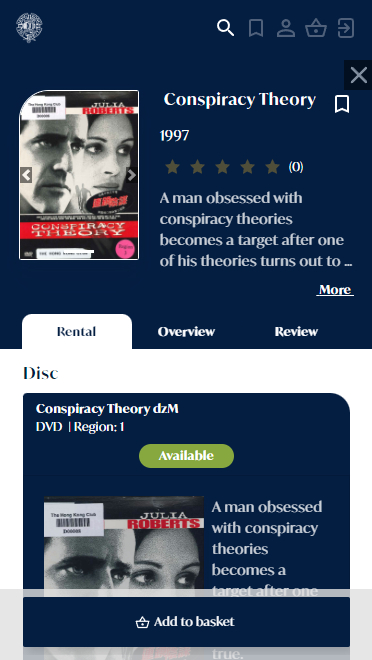 Conspiracy Theory
The Hong Kong Club
JULIA
ROBERTS
CONSPIRACY
THEORY
1997
(0)
A man obsessed with
conspiracy theories
becomes a target after one
of his theories turns out to ...
More
Rental
Overview
Review
Disc
Conspiracy Theory dzM
DVD | Region: 1
Available
The Hong Kong Club
JULIA
ROBERTS
A man obsessed
with conspiracy
theories
becomes a
target after one
Add to basket
true.